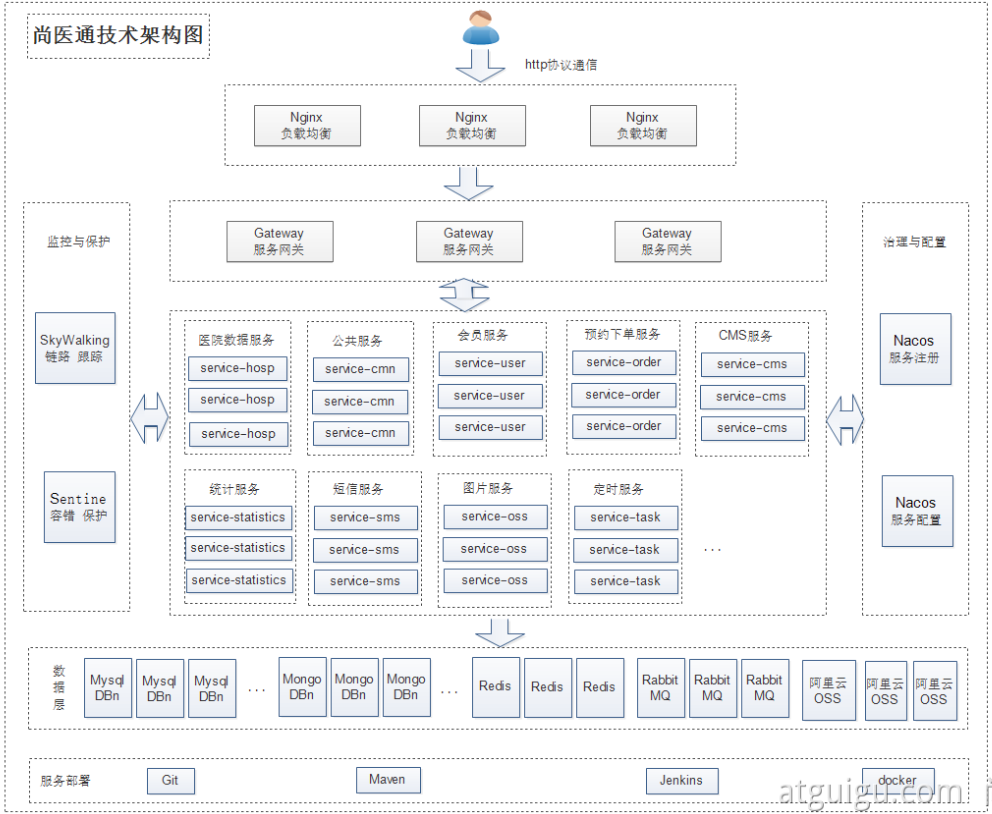 尚医通技术架构图
http协议通信
Nginx
负载均衡
Nginx
负载均衡
Nginx
负载均衡
Gateway
服务网关
Gateway
服务网关
Gateway
服务网关
监控与保护
SkyWalking
链路 跟踪
Sentine
容错 保护
治理与配置
Nacos
服务注册
Nacos
服务配置
医院数据服务
service-hosp
service-hosp
service-hosp
公共服务
service-cmn
service-cmn
service-cmn
会员服务
service-user
service-user
service-user
预约下单服务
service-order
service-order
service-order
CMS服务
service-cms
service-cms
service-cms
统计服务
service-statistics
service-statistics
service-statistics
短信服务
service-sms
service-sms
service-sms
图片服务
service-oss
service-oss
service-oss
定时服务
service-task
service-task
service-task
...
数据层
Mysql
DBn
Mysql
DBn
Mysql
DBn
...
Mongo
DBn
Mongo
DBn
Mongo
DBn
...
Redis
Redis
Redis
Rabbit
MQ
Rabbit
MQ
Rabbit
MQ
阿里云
OSS
阿里云
OSS
阿里云
OSS
服务部署
Git
Maven
Jenkins
docker
atguigu.com